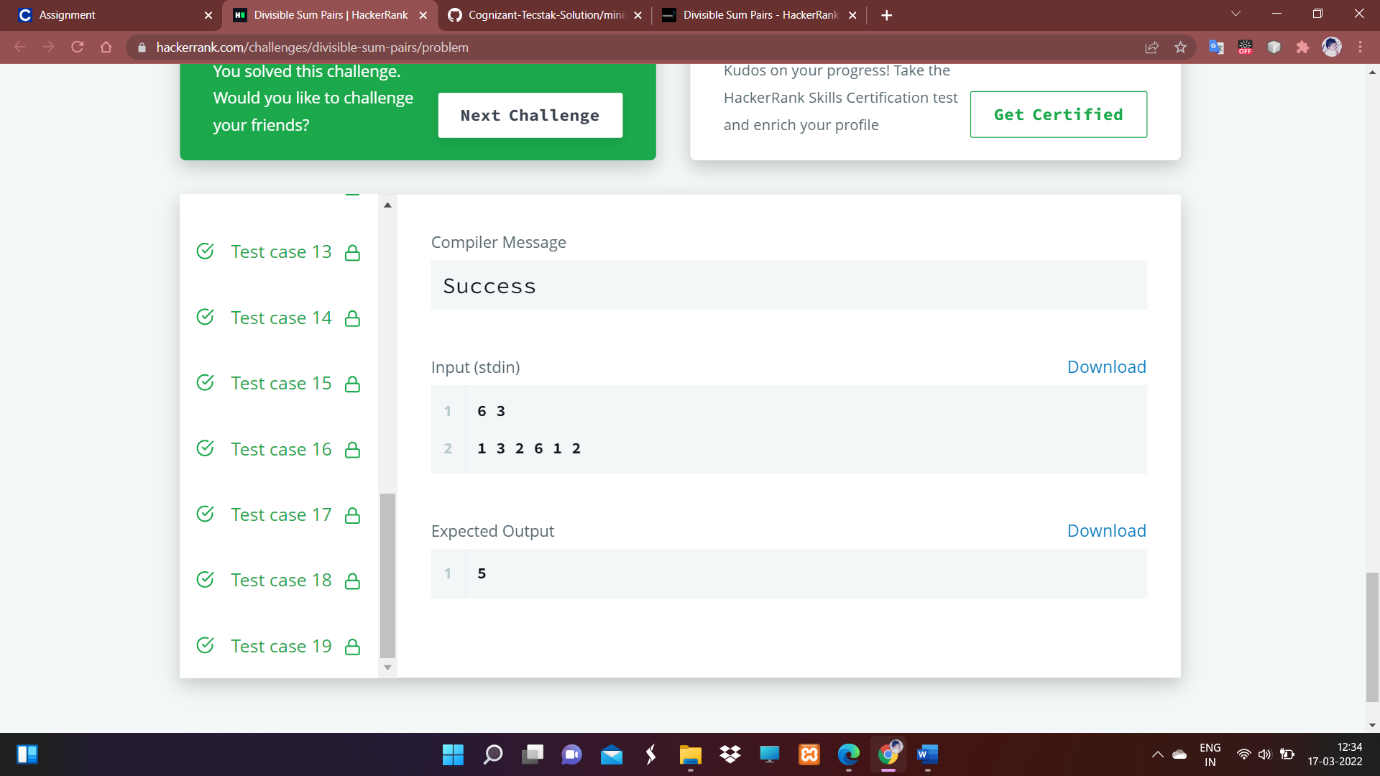 Assignment
Divisible Sum Pairs | HackerRank
Cognizant-Tecstak-Solution/mini
Divisible Sum Pairs - HackerRank
hackerrank.com/challenges/divisible-sum-pairs/problem
OFF
You solved this challenge.
Would you like to challenge
your friends?
Next Challenge
Kudos on your progress! Take the
HackerRank Skills Certification test
and enrich your profile
Get Certified
Test case 13
Test case 14
Test case 15
Test case 16
Test case 17
Test case 18
Test case 19
Compiler Message
Success
Input (stdin)
Download
1 6 3
2 1 3 2 6 1 2
Expected Output
Download
1 5
ENG
IN
12:34
17-03-2022